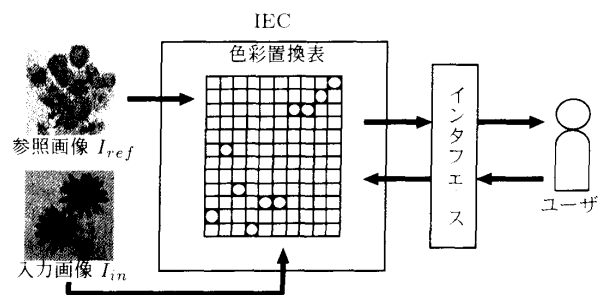 IEC
色彩置換表
参照画像 I_ref
入力画像 I_in
インタフェス
ユーザ